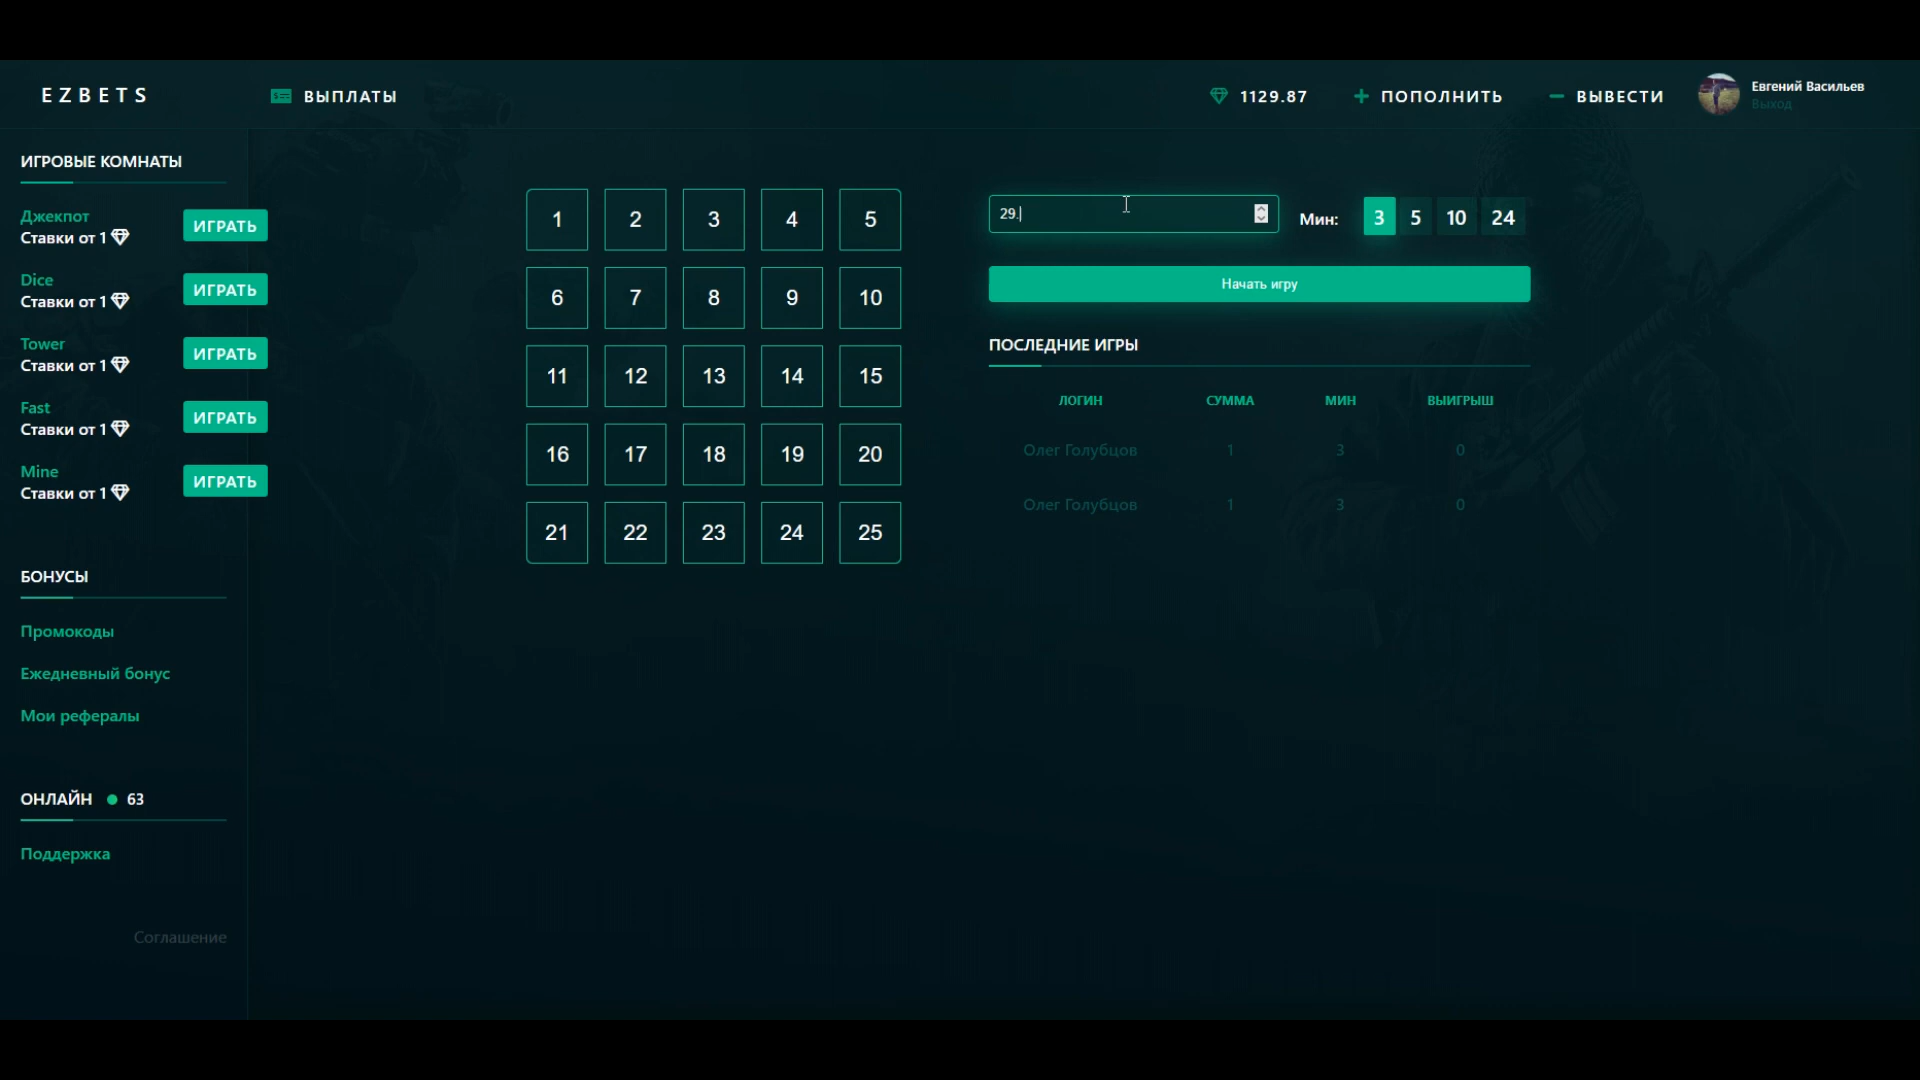 EZBETS
ВЫПЛАТЫ
1129.87
ПОПОЛНИТЬ
ВЫВЕСТИ
Евгений Васильев
Выход
ИГРОВЫЕ КОМНАТЫ
Джекпот
Ставки от 1
ИГРАТЬ
Dice
Ставки от 1
ИГРАТЬ
Tower
Ставки от 1
ИГРАТЬ
Fast
Ставки от 1
ИГРАТЬ
Mine
Ставки от 1
ИГРАТЬ
БОНУСЫ
Промокоды
Ежедневный бонус
Мои рефералы
ОНЛАЙН 63
Поддержка
Соглашение
1 2 3 4 5
6 7 8 9 10
11 12 13 14 15
16 17 18 19 20
21 22 23 24 25
29.
Мин: 3 5 10 24
Начать игру
ПОСЛЕДНИЕ ИГРЫ
ЛОГИН СУММА МИН ВЫИГРЫШ
Олег Голубцов 1 3 0
Олег Голубцов 1 3 0